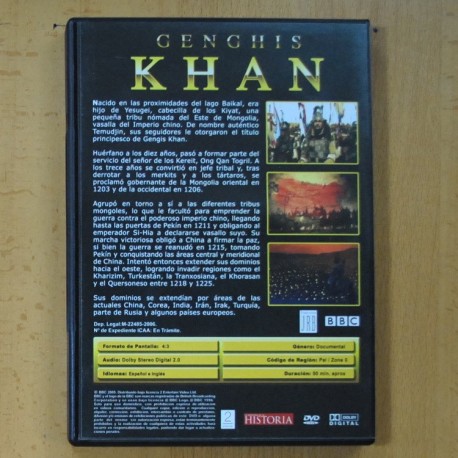 GENGHIS
KHAN
Nacido en las proximidades del lago Baikal, era
hijo de Yesugei, cabecilla de los Kiyat, una
pequeña tribu nómada del Este de Mongolia,
vasalla del Imperio chino. De nombre auténtico
Temudjin, sus seguidores le otorgaron el título
principesco de Gengis Khan.
Huérfano a los diez años, pasó a formar parte del
servicio del señor de los Kereit, Ong Qan Togril. A
los trece años se convirtió en jefe tribal y, tras
derrotar a los merkits y a los tártaros, se
proclamó gobernante de la Mongolia oriental en
1203 y de la occidental en 1206.
Agrupó en torno a sí a las diferentes tribus
mongoles, lo que le facultó para emprender la
guerra contra el poderoso imperio chino, llegando
hasta las puertas de Pekín en 1211 y obligando al
emperador Si-Hia a declararse vasallo suyo. Su
marcha victoriosa obligó a China a firmar la paz,
si bien la guerra se reanudó en 1215, tomando
Pekín y conquistando las áreas central y meridional
de China. Intentó entonces extender sus dominios
hacia el oeste, logrando invadir regiones como el
Kharizim, Turkestán, la Tranxosiana, el Khorasan
y el Quersoneso entre 1218 y 1225.
Sus dominios se extendían por áreas de las
actuales China, Corea, India, Irán, Irak, Turquía,
parte de Rusia y algunos países europeos.
Dep. Legal:M-22485-2006.
Nº de Expediente ICAA: En Trámite.
BBC
Formato de Pantalla: 4:3
Género: Documental
Audio: Dolby Stereo Digital 2.0
Código de Región: Pal / Zona 2
Idiomas: Español e Inglés
Duración: 50 min. aprox
2
HISTORIA
DVD
DOLBY
DIGITAL